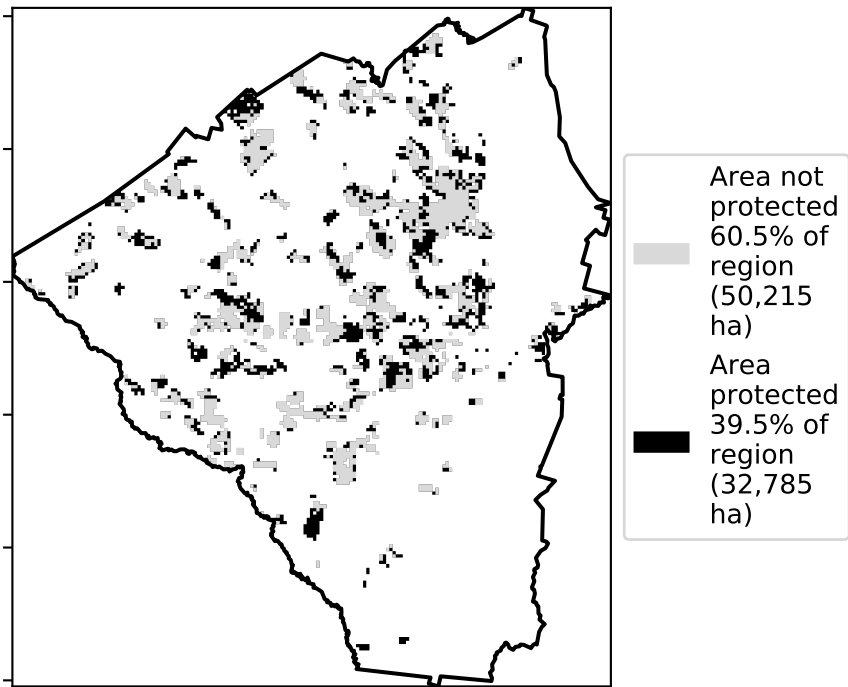 Area not
protected
60.5% of
region
(50,215
ha)
Area
protected
39.5% of
region
(32,785
ha)